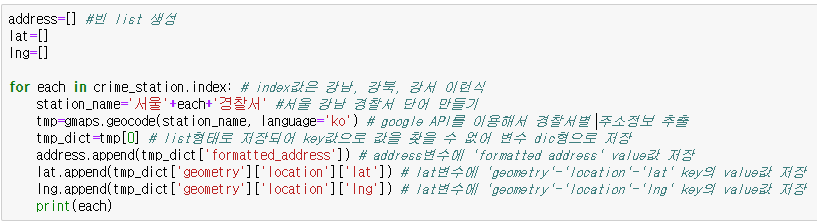 address=[] #빈 list 생성
lat=[]
lng=[]
for each in crime_station.index: # index값은 강남, 강북, 강서 이런식
    station_name='서울'+each+'경찰서' #서울 강남 경찰서 단어 만들기
    tmp=gmaps.geocode(station_name, language='ko') # google API를 이용해서 경찰서별 주소정보 추출
    tmp_dict=tmp[0] # list형태로 저장되어 key값으로 값을 찾을 수 없어 변수 dic형으로 저장
    address.append(tmp_dict['formatted_address']) # address변수에 'formatted address' value값 저장
    lat.append(tmp_dict['geometry']['location']['lat']) # lat변수에 'geometry'-'location'-'lat' key의 value값 저장
    lng.append(tmp_dict['geometry']['location']['lng']) # lat변수에 'geometry'-'location'-'lng' key의 value값 저장
    print(each)